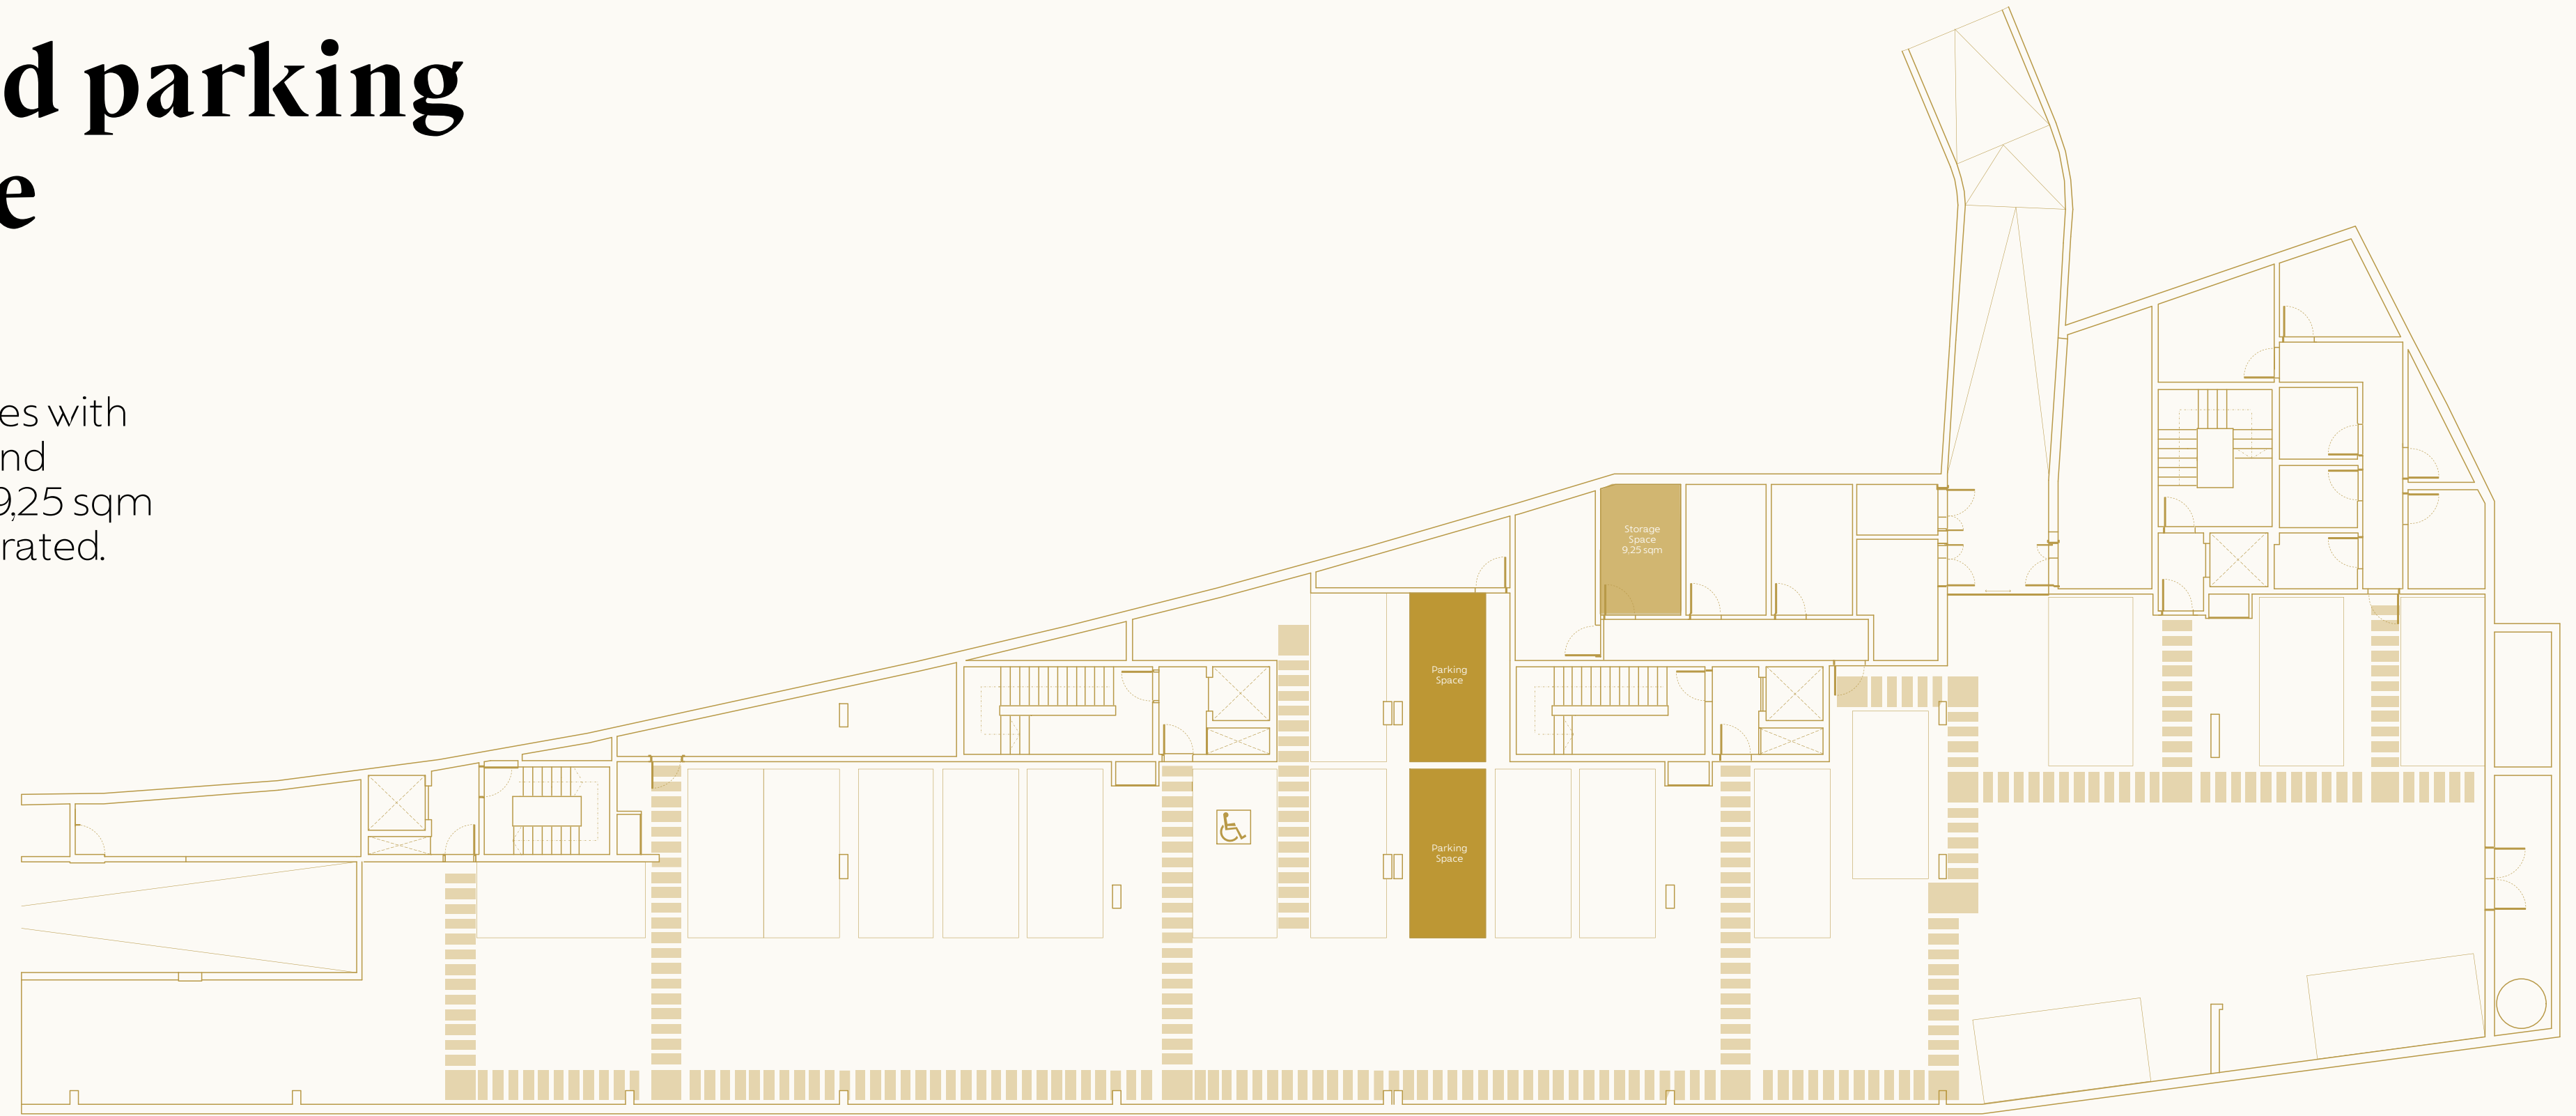 d parking
e
es with
nd
9,25 sqm
rated.
Storage
Space
9,25 sqm
Parking
Space
Parking
Space